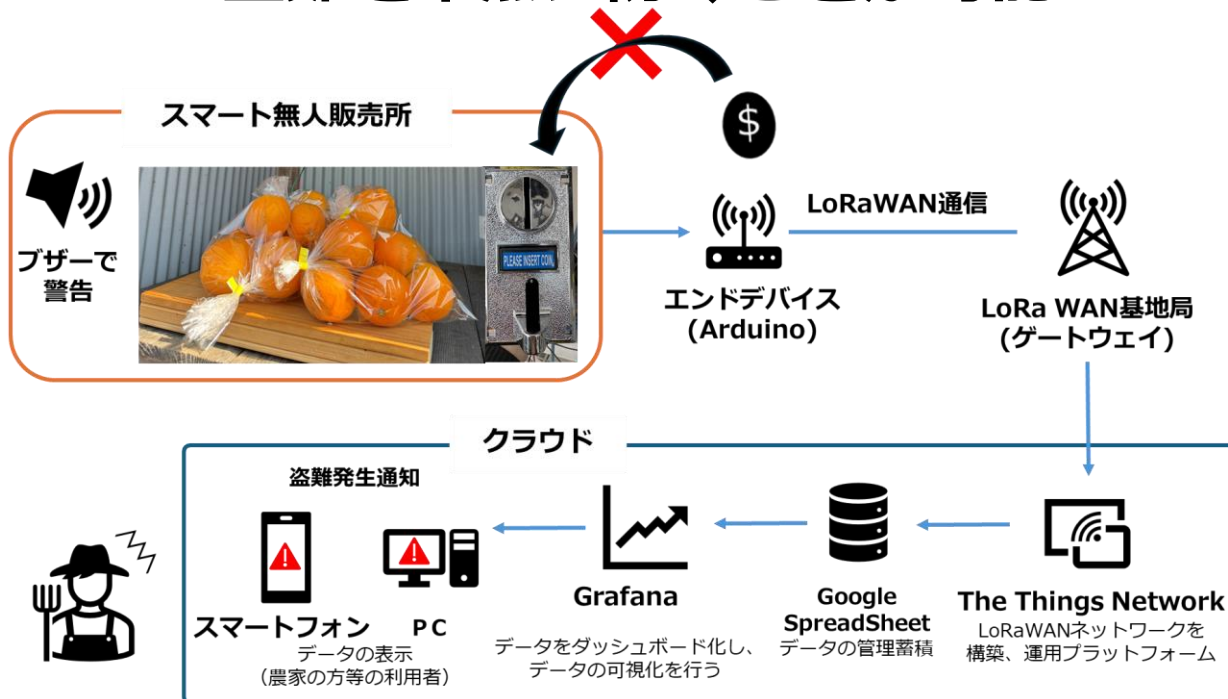 スマート無人販売所
$
LoRaWAN通信
ブザーで
警告
PLEASE INSERT COIN
エンドデバイス
(Arduino)
LoRa WAN基地局
(ゲートウェイ)
クラウド
盗難発生通知
スマートフォン
PC
データの表示
(農家の方等の利用者)
Grafana
データをダッシュボード化し、
データの可視化を行う
Google
SpreadSheet
データの管理蓄積
The Things Network
LoRaWANネットワークを
構築、運用プラットフォーム